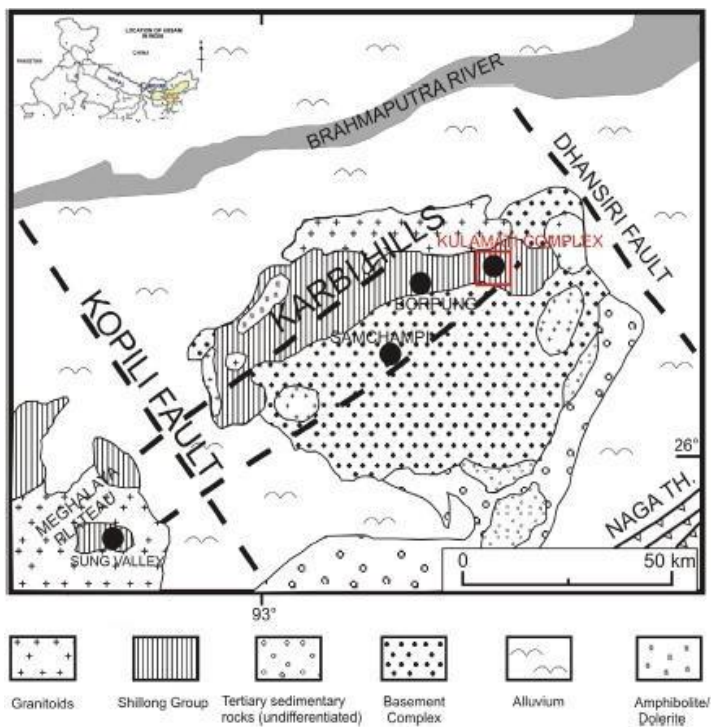 LOCATION OF ASSAM
IN INDIA
CHINA
PAKISTAN
NEPAL
BRAHMAPUTRA RIVER
DHANSIRI FAULT
KARBI HILLS
KULAMATI COMPLEX
BORPUNG
SAMCHAMPI
KOPILI FAULT
MEGHALAYA
PLATEAU
SUNG VALLEY
26°
NAGA TH.
0 50 km
93°
Granitoids
Shillong Group
Tertiary sedimentary
rocks (undifferentiated)
Basement
Complex
Alluvium
Amphibolite/
Dolerite